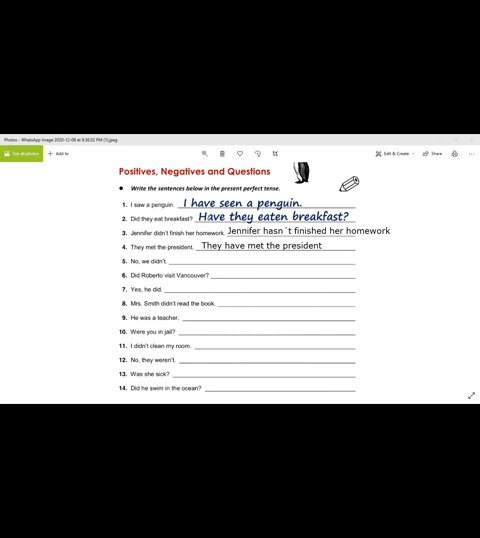 Photos - WhatsApp Image 2020-12-08 at 5.36.02 PM (1).jpeg
See all photos + Add to Edit & Create Share
Positives, Negatives and Questions
Write the sentences below in the present perfect tense.
1. I saw a penguin. I have seen a penguin.
2. Did they eat breakfast? Have they eaten breakfast?
3. Jennifer didn't finish her homework. Jennifer hasn´t finished her homework
4. They met the president. They have met the president
5. No, we didn't.
6. Did Roberto visit Vancouver?
7. Yes, he did.
8. Mrs. Smith didn't read the book.
9. He was a teacher.
10. Were you in jail?
11. I didn't clean my room.
12. No, they weren't.
13. Was she sick?
14. Did he swim in the ocean?